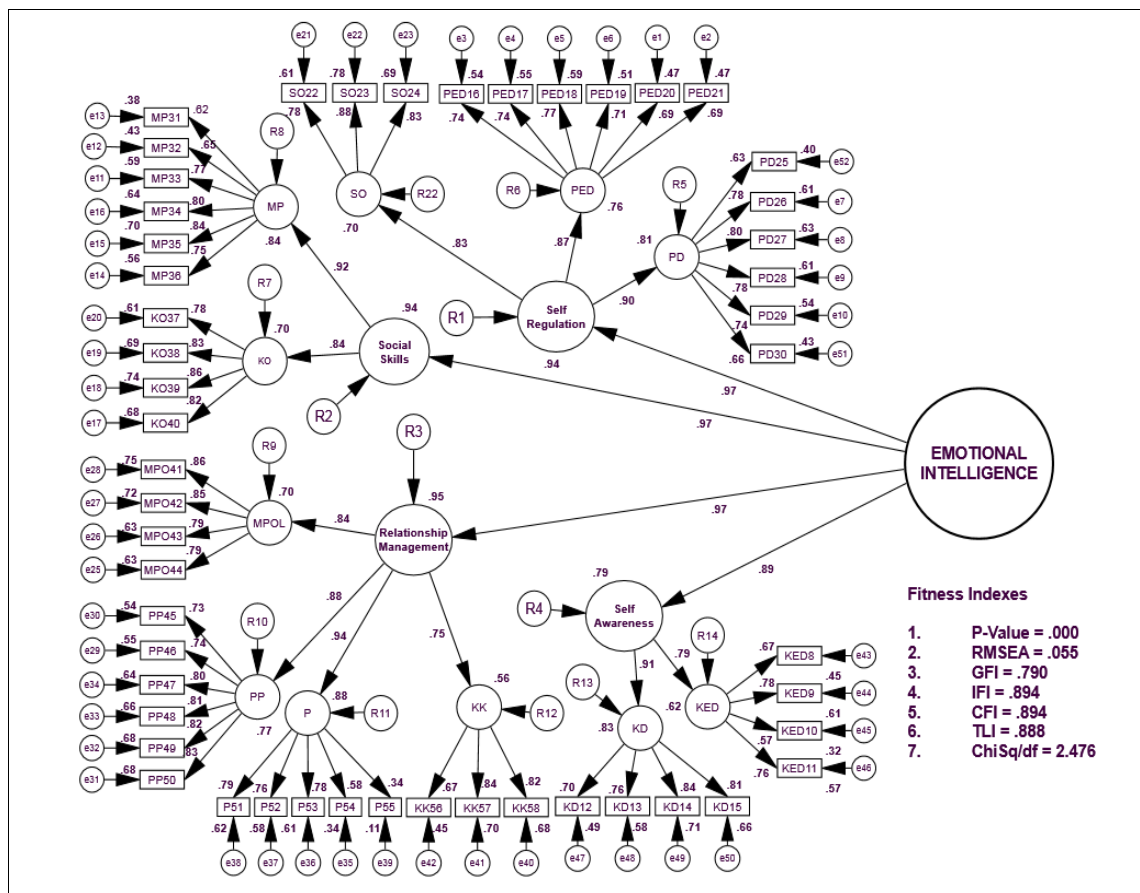 e21 e22 e23 e3 e4 e5 e6 e1 e2
.61 .78 .69 .54 .55 .59 .51 .47 .47
SO22 SO23 SO24 PED16 PED17 PED18 PED19 PED20 PED21
.78 .88 .83 .74 .74 .77 .71 .69 .69
e13 .38 MP31 .62
e12 .43 MP32 .65
e11 .59 MP33 .77
e16 .64 MP34 .80
e15 .70 MP35 .84
e14 .56 MP36 .75
R8
MP
.84
SO
R22
.70
R6
PED
.76
R5
.81
PD
.63 PD25 .40 e52
.78 PD26 .61 e7
.80 PD27 .63 e8
PD28 .61 e9
.78 PD29 .54 e10
.74 PD30 .43 e51
.66
.83
.87
.90
.92
R1
Self
Regulation
.94
.97
R7
e20 .61 KO37 .78
e19 .69 KO38 .83
e18 .74 KO39 .86
e17 .68 KO40 .82
.70
KO
.84
.94
Social
Skills
R2
.97
EMOTIONAL
INTELLIGENCE
R9
e28 .75 MPO41 .86
e27 .72 MPO42 .85
e26 .63 MPO43 .79
e25 .63 MPO44 .79
.70
MPOL
.84
R3
.95
Relationship
Management
.97
.88
.94
.75
.89
R10
e30 .54 PP45 .73
e29 .55 PP46 .74
e34 .64 PP47 .80
e33 .66 PP48 .81
e32 .68 PP49 .82
e31 .68 PP50 .83
PP
.77
.88
P
R11
.56
KK
R12
.79
R4
Self
Awareness
.91
.79
R13
.83
KD
R14
.62
KED
.67 KED8 e43
.78 KED9 .45 e44
KED10 .61 e45
.57 KED11 .32 e46
.76 .57
.79 .76 .78 .58 .34 .67 .84 .82 .70 .76 .84 .81
P51 P52 P53 P54 P55 KK56 KK57 KK58 KD12 KD13 KD14 KD15
.62 .58 .61 .34 .11 .45 .70 .68 .49 .58 .71 .66
e38 e37 e36 e35 e39 e42 e41 e40 e47 e48 e49 e50
Fitness Indexes
1. P-Value = .000
2. RMSEA = .055
3. GFI = .790
4. IFI = .894
5. CFI = .894
6. TLI = .888
7. ChiSq/df = 2.476